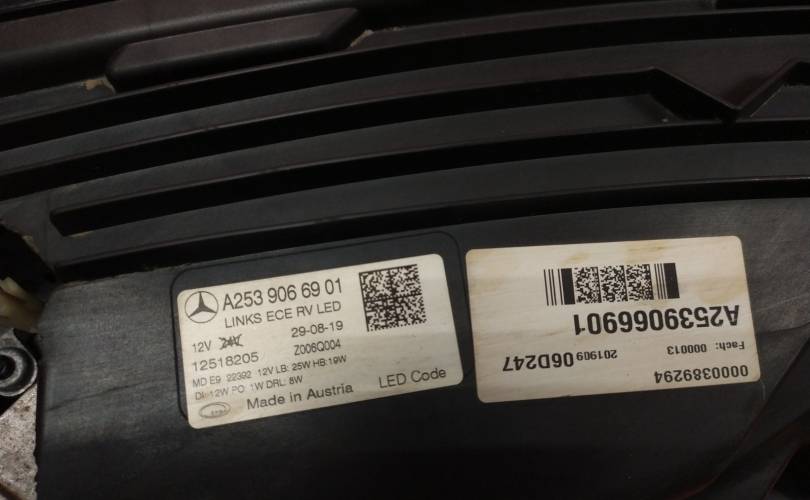 A253 906 69 01
LINKS ECE RV LED
12V 24V 29-08-19
12518205 Z006Q004
MD E9 22392 12V LB: 25W HB:19W
DI: 12W PO: 1W DRL: 8W
Made in Austria
LED Code
A2539066901
Fach: 000013
201909 06D247
0000389294